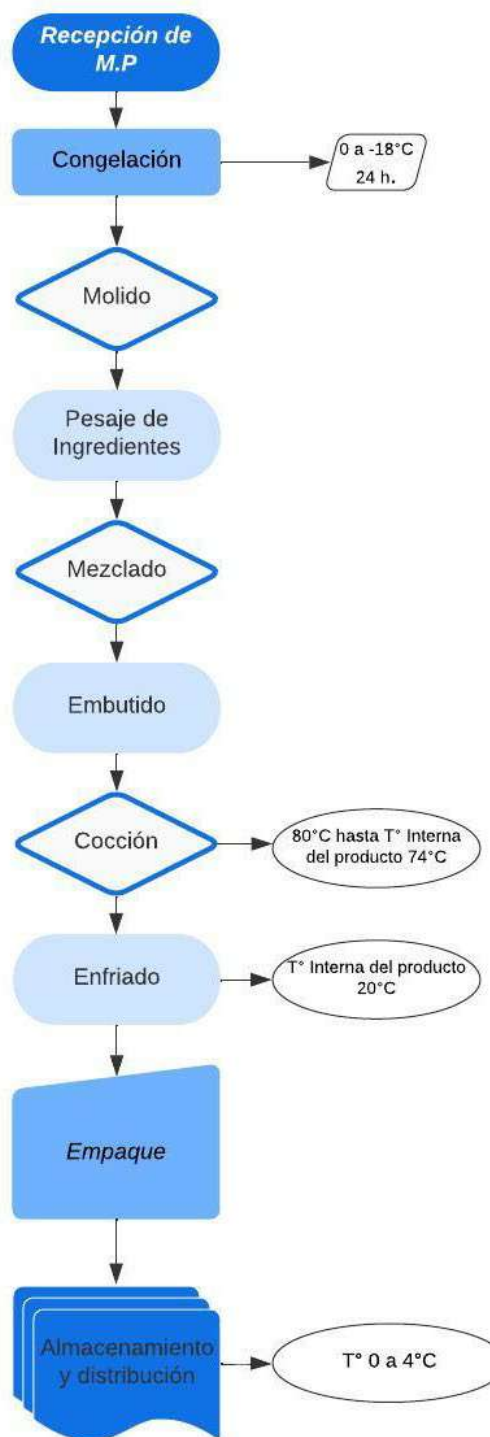 Recepción de
M.P
Congelación
0 a -18°C
24 h.
Molido
Pesaje de
Ingredientes
Mezclado
Embutido
Cocción
80°C hasta T° Interna
del producto 74°C
Enfriado
T° Interna del producto
20°C
Empaque
Almacenamiento
y distribución
T° 0 a 4°C